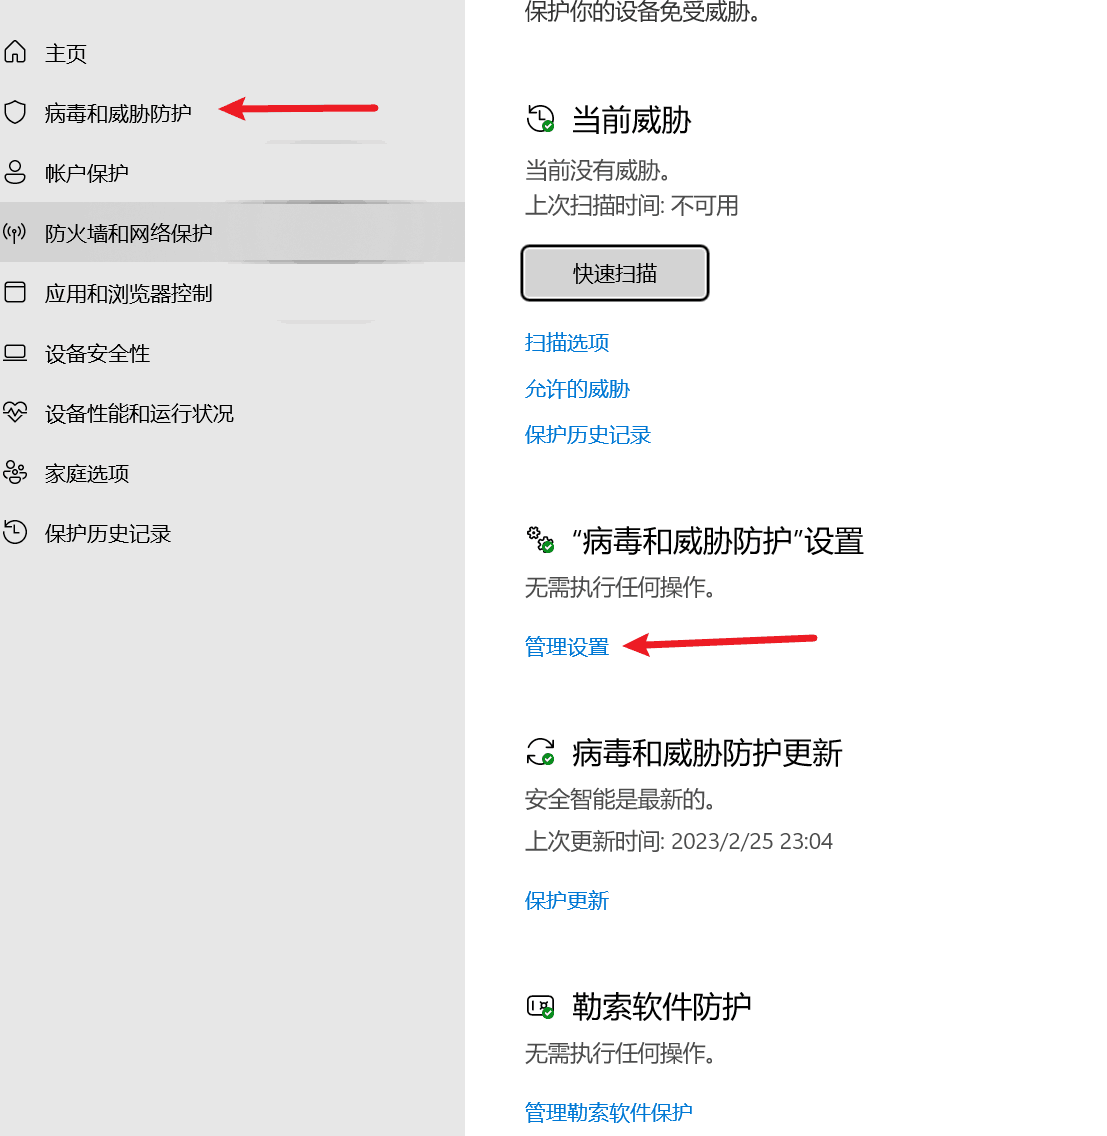 主页
病毒和威胁防护
帐户保护
防火墙和网络保护
应用和浏览器控制
设备安全性
设备性能和运行状况
家庭选项
保护历史记录
保护你的设备免受威胁。
当前威胁
当前没有威胁。
上次扫描时间: 不可用
快速扫描
扫描选项
允许的威胁
保护历史记录
“病毒和威胁防护”设置
无需执行任何操作。
管理设置
病毒和威胁防护更新
安全智能是最新的。
上次更新时间: 2023/2/25 23:04
保护更新
勒索软件防护
无需执行任何操作。
管理勒索软件保护